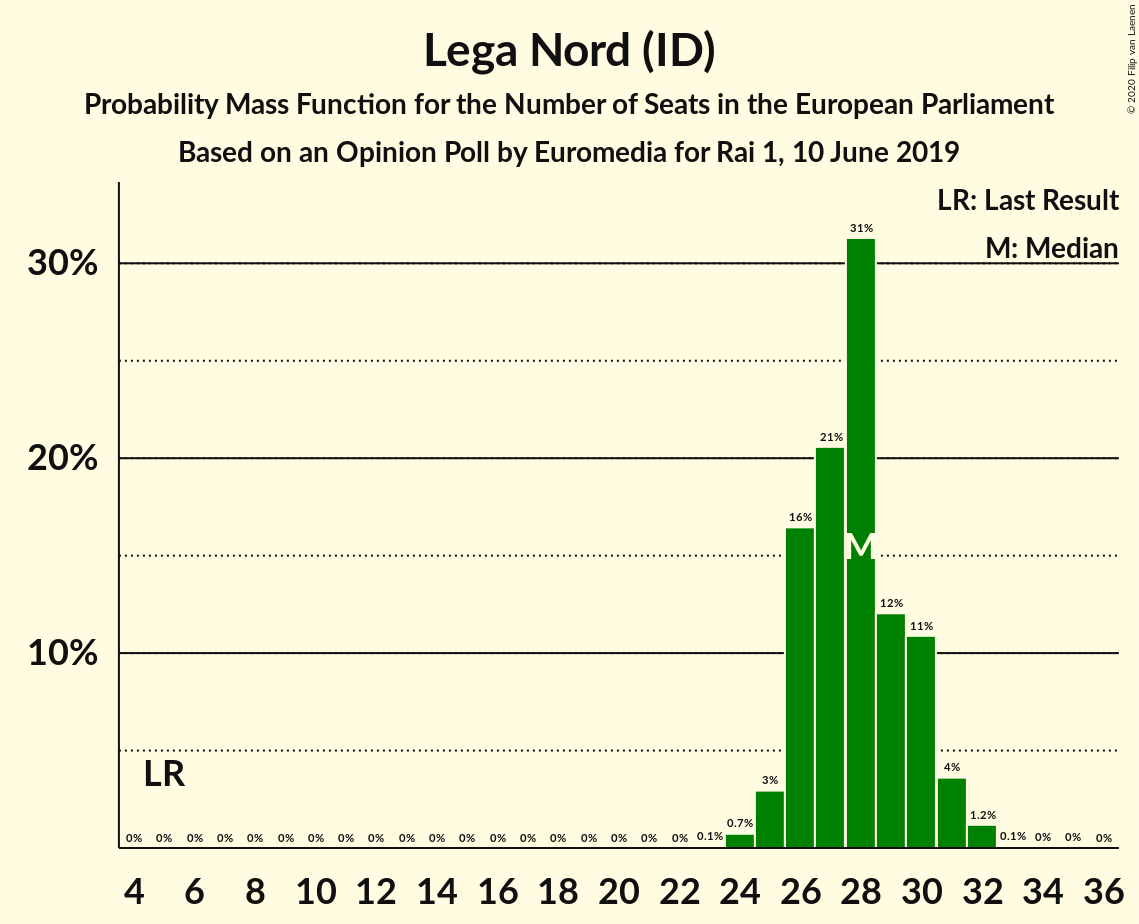 © 2020 Filip van Laenen
Lega Nord (ID)
Probability Mass Function for the Number of Seats in the European Parliament
Based on an Opinion Poll by Euromedia for Rai 1, 10 June 2019
LR: Last Result
M: Median
30%
20%
10%
31%
21%
16%
M
12%
11%
LR
3%
4%
0.7%
1.2%
0% 0% 0% 0% 0% 0% 0% 0% 0% 0% 0% 0% 0% 0% 0% 0% 0% 0% 0% 0.1% 0.1% 0% 0% 0%
4 6 8 10 12 14 16 18 20 22 24 26 28 30 32 34 36